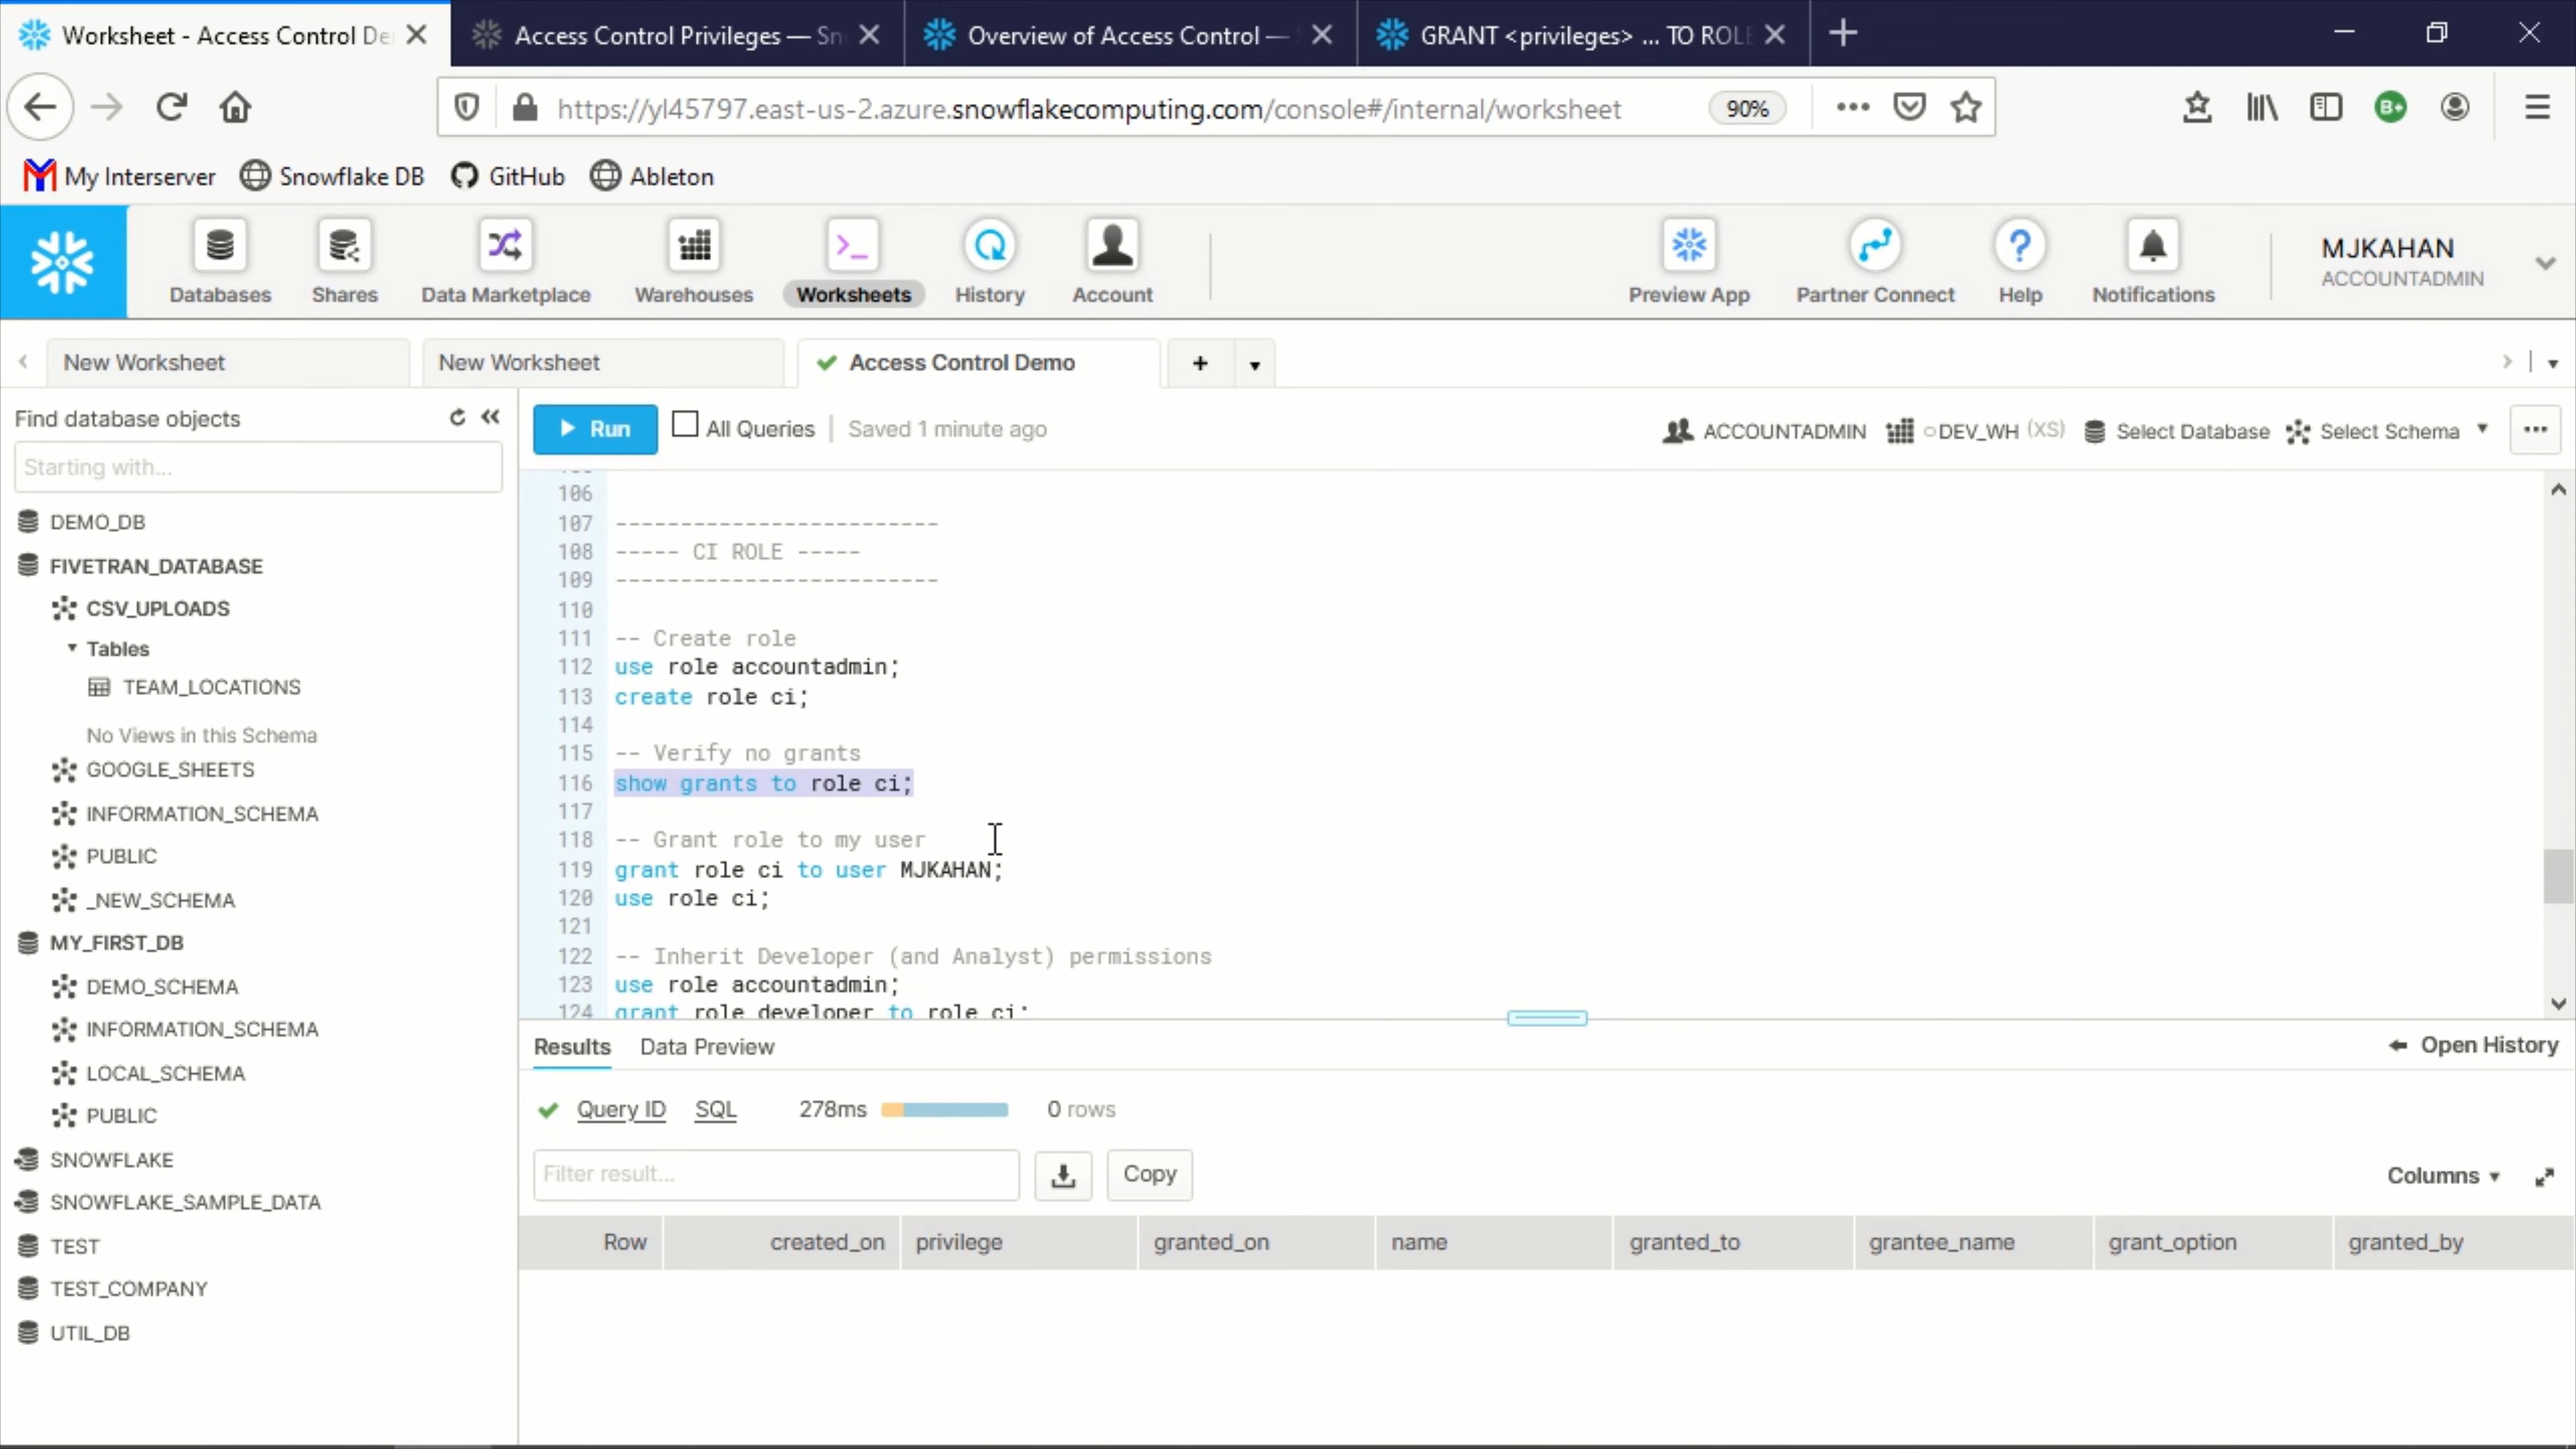 Worksheet - Access Control De
Access Control Privileges — Sn
Overview of Access Control —
GRANT <privileges> … TO ROLE
https://yl45797.east-us-2.azure.snowflakecomputing.com/console#/internal/worksheet
90%
B+
My Interserver
Snowflake DB
GitHub
Ableton
Databases
Shares
Data Marketplace
Warehouses
Worksheets
History
Account
Preview App
Partner Connect
Help
Notifications
MJKAHAN
ACCOUNTADMIN
New Worksheet
New Worksheet
Access Control Demo
Find database objects
Starting with...
DEMO_DB
FIVETRAN_DATABASE
CSV_UPLOADS
Tables
TEAM_LOCATIONS
No Views in this Schema
GOOGLE_SHEETS
INFORMATION_SCHEMA
PUBLIC
_NEW_SCHEMA
MY_FIRST_DB
DEMO_SCHEMA
INFORMATION_SCHEMA
LOCAL_SCHEMA
PUBLIC
SNOWFLAKE
SNOWFLAKE_SAMPLE_DATA
TEST
TEST_COMPANY
UTIL_DB
Run All Queries | Saved 1 minute ago
ACCOUNTADMIN DEV_WH (XS) Select Database Select Schema
106
107 -------------------------
108 ----- CI ROLE -----
109 -------------------------
110
111 -- Create role
112 use role accountadmin;
113 create role ci;
114
115 -- Verify no grants
116 show grants to role ci;
117
118 -- Grant role to my user
119 grant role ci to user MJKAHAN;
120 use role ci;
121
122 -- Inherit Developer (and Analyst) permissions
123 use role accountadmin;
124 grant role developer to role ci;
Results Data Preview
Open History
Query ID SQL 278ms 0 rows
Filter result...
Copy
Columns
Row created_on privilege granted_on name granted_to grantee_name grant_option granted_by